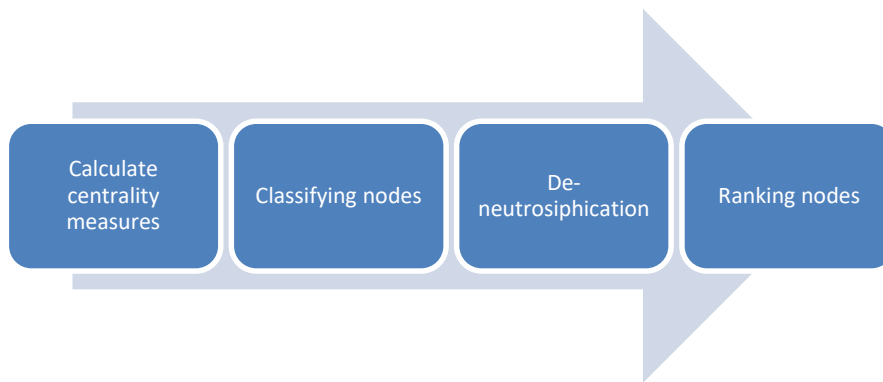 Calculate
centrality
measures
Classifying nodes
De-
neutrosiphication
Ranking nodes